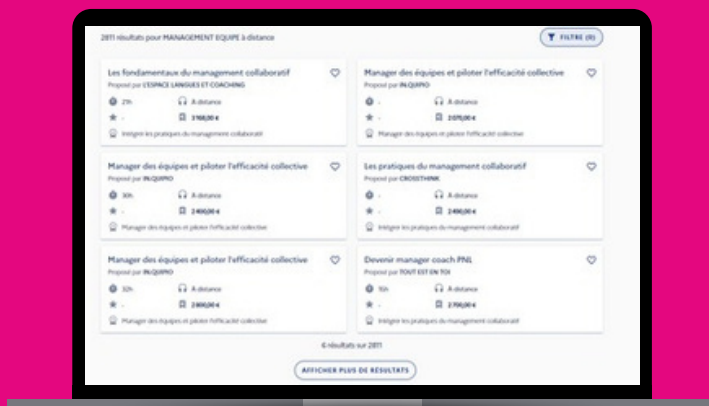 2811 résultats pour MANAGEMENT EQUIPE à distance
FILTRE (0)
Les fondamentaux du management collaboratif
Proposé par L'ESPACE LANGUES ET COACHING
21h
A distance
-
3 168,00 €
Intégrer les pratiques du management collaboratif
Manager des équipes et piloter l'efficacité collective
Proposé par IN.QUIPIO
-
A distance
-
2 070,00 €
Manager des équipes et piloter l'efficacité collective
Manager des équipes et piloter l'efficacité collective
Proposé par IN.QUIPIO
30h
A distance
-
2 400,00 €
Manager des équipes et piloter l'efficacité collective
Les pratiques du management collaboratif
Proposé par CROSSTHINK
-
A distance
-
2 490,00 €
Intégrer les pratiques du management collaboratif
Manager des équipes et piloter l'efficacité collective
Proposé par IN.QUIPIO
32h
A distance
-
2 800,00 €
Manager des équipes et piloter l'efficacité collective
Devenir manager coach PNL
Proposé par TOUT EST EN TOI
A distance
-
2 700,00 €
Intégrer les pratiques du management collaboratif
6 résultats sur 2811
AFFICHER PLUS DE RÉSULTATS